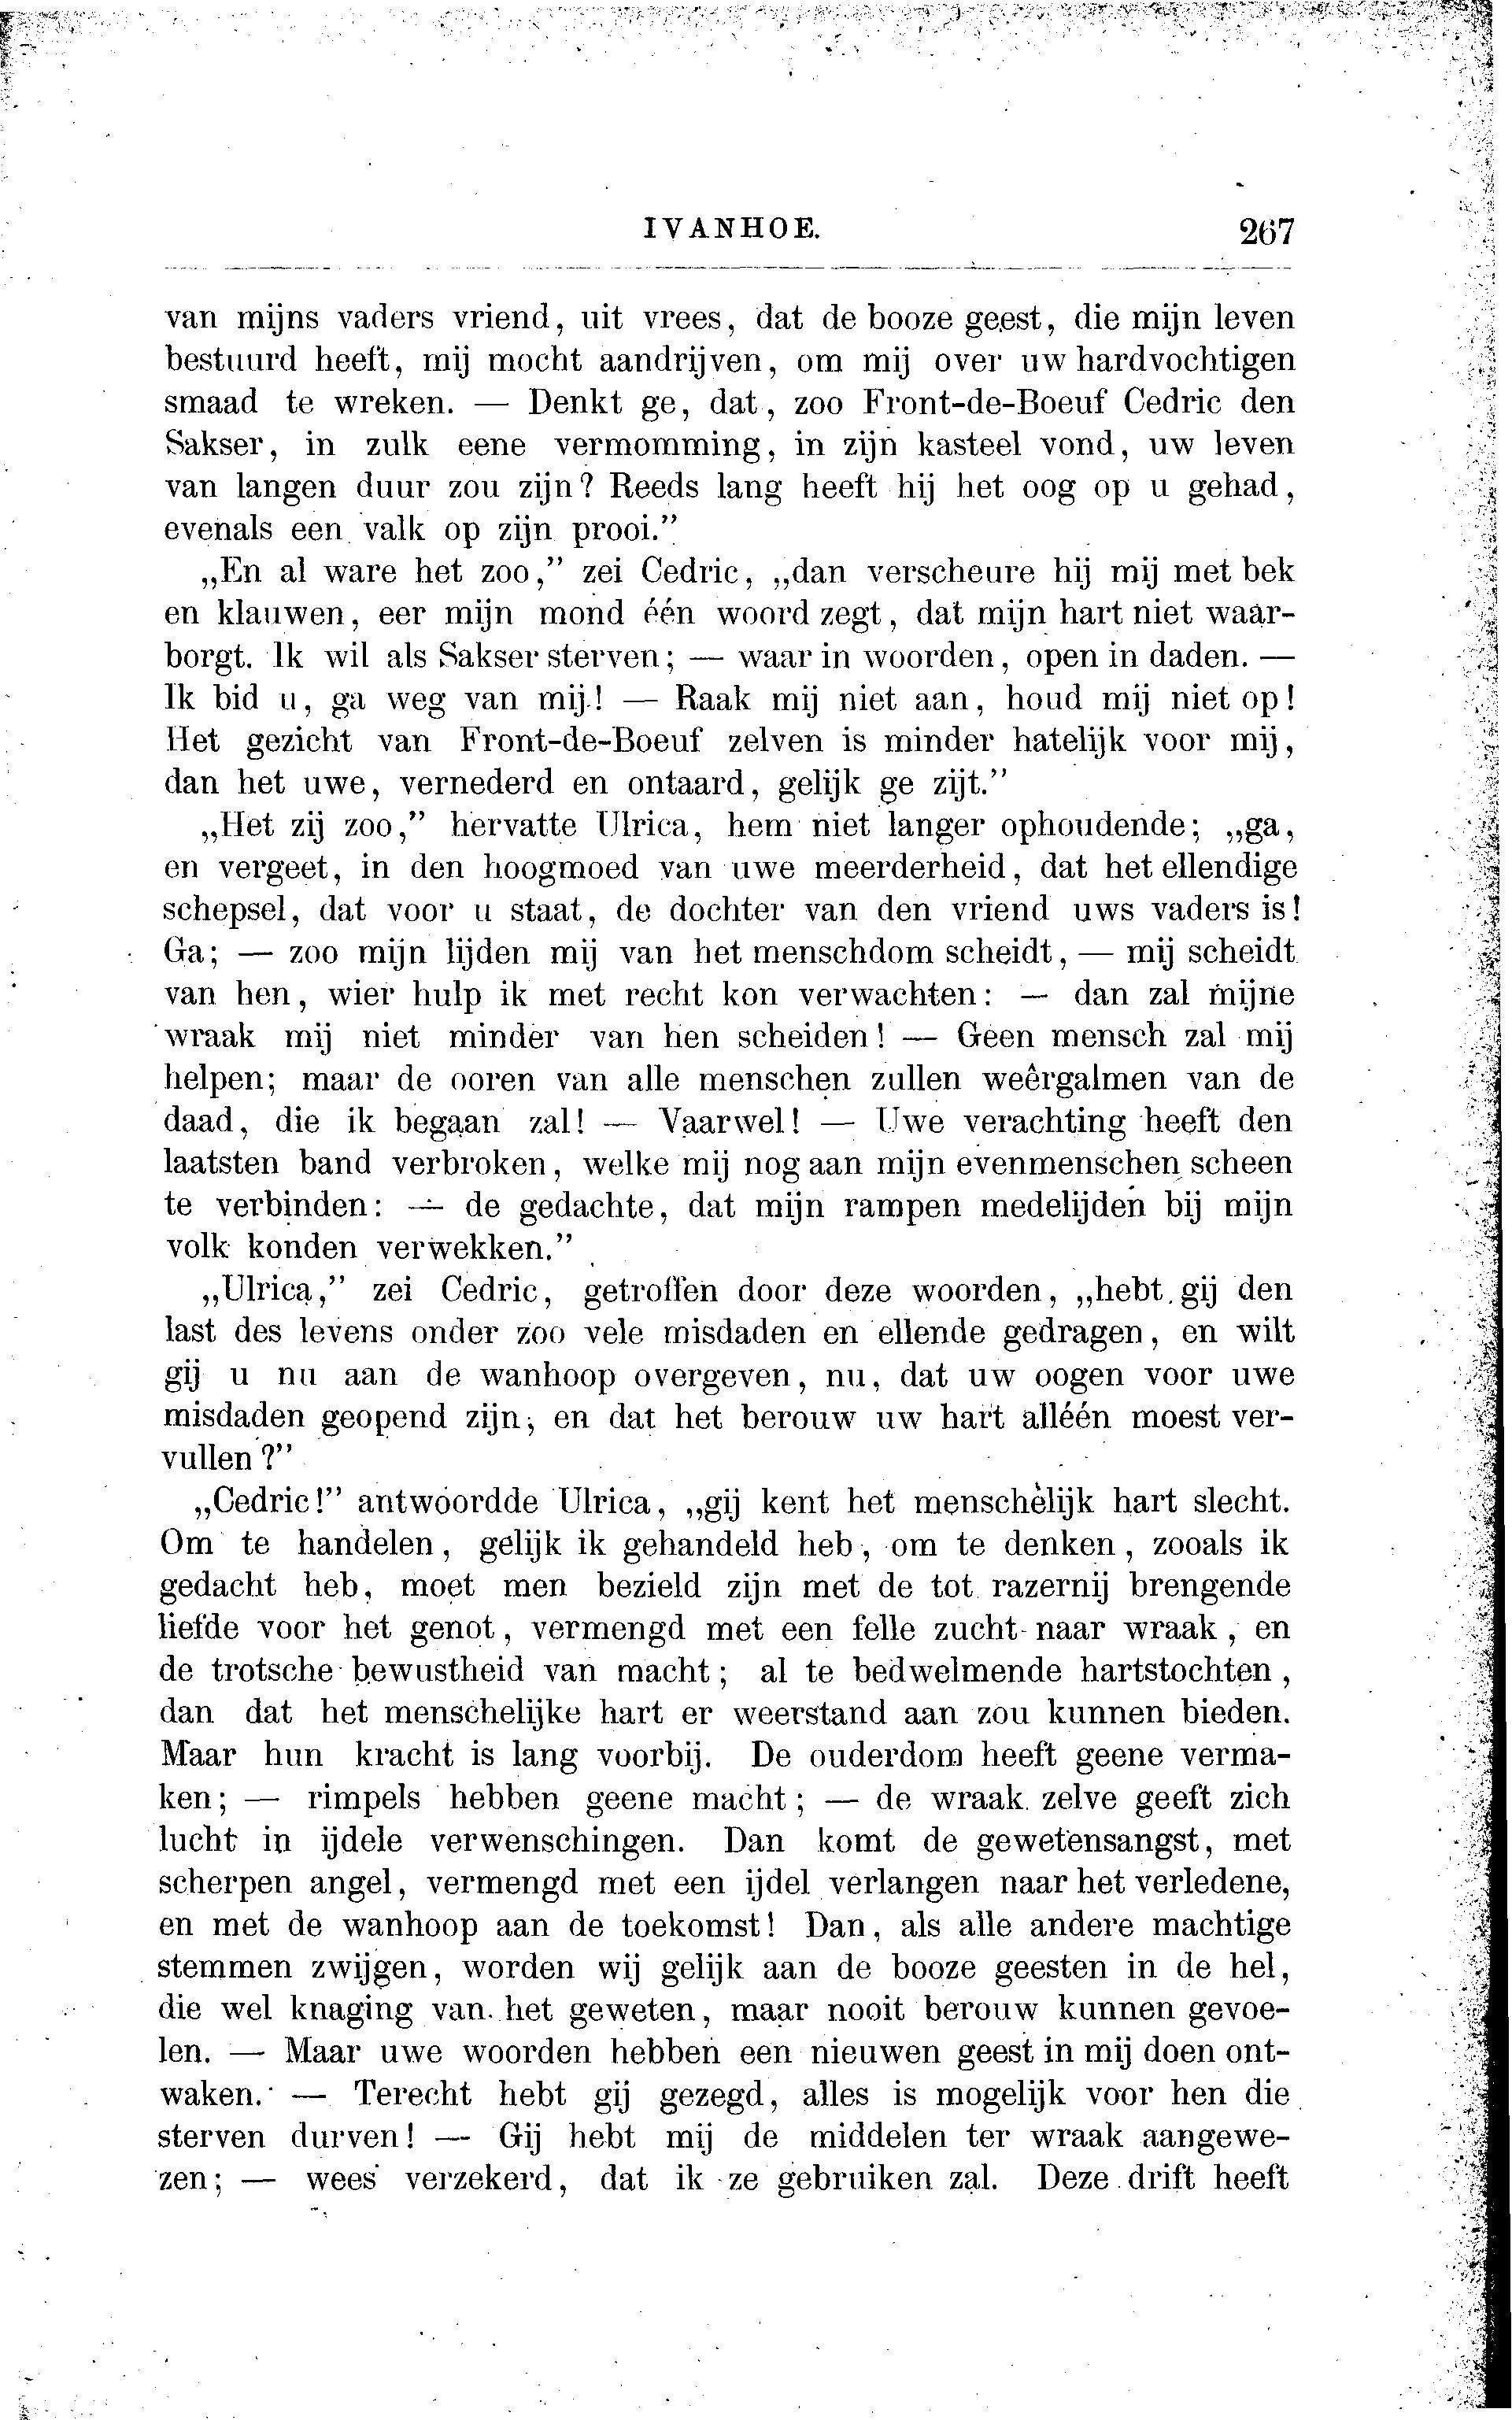 IVANHOE. 267
van mijns vaders vriend, uit vrees, dat de booze geest, die mijn leven
bestuurd heeft, mij mocht aandrijven, om mij over uw hardvochtigen
smaad te wreken. — Denkt ge, dat, zoo Front-de-Boeuf Cedric den
Sakser, in zulk eene vermomming, in zijn kasteel vond, uw leven
van langen duur zou zijn? Reeds lang heeft hij het oog op u gehad,
evenals een valk op zijn prooi.”
„En al ware het zoo,” zei Cedric, „dan verscheure hij mij met bek
en klauwen, eer mijn mond één woord zegt, dat mijn hart niet waar-
borgt. Ik wil als Sakser sterven; — waar in woorden, open in daden. —
Ik bid u, ga weg van mij! — Raak mij niet aan, houd mij niet op!
Het gezicht van Front-de-Boeuf zelven is minder hatelijk voor mij,
dan het uwe, vernederd en ontaard, gelijk ge zijt.”
„Het zij zoo,” hervatte Ulrica, hem niet langer ophoudende; „ga,
en vergeet, in den hoogmoed van uwe meerderheid, dat het ellendige
schepsel, dat voor u staat, de dochter van den vriend uws vaders is!
Ga; — zoo mijn lijden mij van het menschdom scheidt, — mij scheidt
van hen, wier hulp ik met recht kon verwachten: — dan zal mijne
wraak mij niet minder van hen scheiden! — Geen mensch zal mij
helpen; maar de ooren van alle menschen zullen weêrgalmen van de
daad, die ik begaan zal! — Vaarwel! — Uwe verachting heeft den
laatsten band verbroken, welke mij nog aan mijn evenmenschen scheen
te verbinden: — de gedachte, dat mijn rampen medelijden bij mijn
volk konden verwekken.”
„Ulrica,” zei Cedric, getroffen door deze woorden, „hebt gij den
last des levens onder zoo vele misdaden en ellende gedragen, en wilt
gij u nu aan de wanhoop overgeven, nu, dat uw oogen voor uwe
misdaden geopend zijn, en dat het berouw uw hart alléén moest ver-
vullen?”
„Cedric!” antwoordde Ulrica, „gij kent het menschelijk hart slecht.
Om te handelen, gelijk ik gehandeld heb, om te denken, zooals ik
gedacht heb, moet men bezield zijn met de tot razernij brengende
liefde voor het genot, vermengd met een felle zucht naar wraak, en
de trotsche bewustheid van macht; al te bedwelmende hartstochten,
dan dat het menschelijke hart er weerstand aan zou kunnen bieden.
Maar hun kracht is lang voorbij. De ouderdom heeft geene verma-
ken; — rimpels hebben geene macht; — de wraak zelve geeft zich
lucht in ijdele verwenschingen. Dan komt de gewetensangst, met
scherpen angel, vermengd met een ijdel verlangen naar het verledene,
en met de wanhoop aan de toekomst! Dan, als alle andere machtige
stemmen zwijgen, worden wij gelijk aan de booze geesten in de hel,
die wel knaging van het geweten, maar nooit berouw kunnen gevoe-
len. — Maar uwe woorden hebben een nieuwen geest in mij doen ont-
waken. — Terecht hebt gij gezegd, alles is mogelijk voor hen die
sterven durven! — Gij hebt mij de middelen ter wraak aangewe-
zen; — wees verzekerd, dat ik ze gebruiken zal. Deze drift heeft